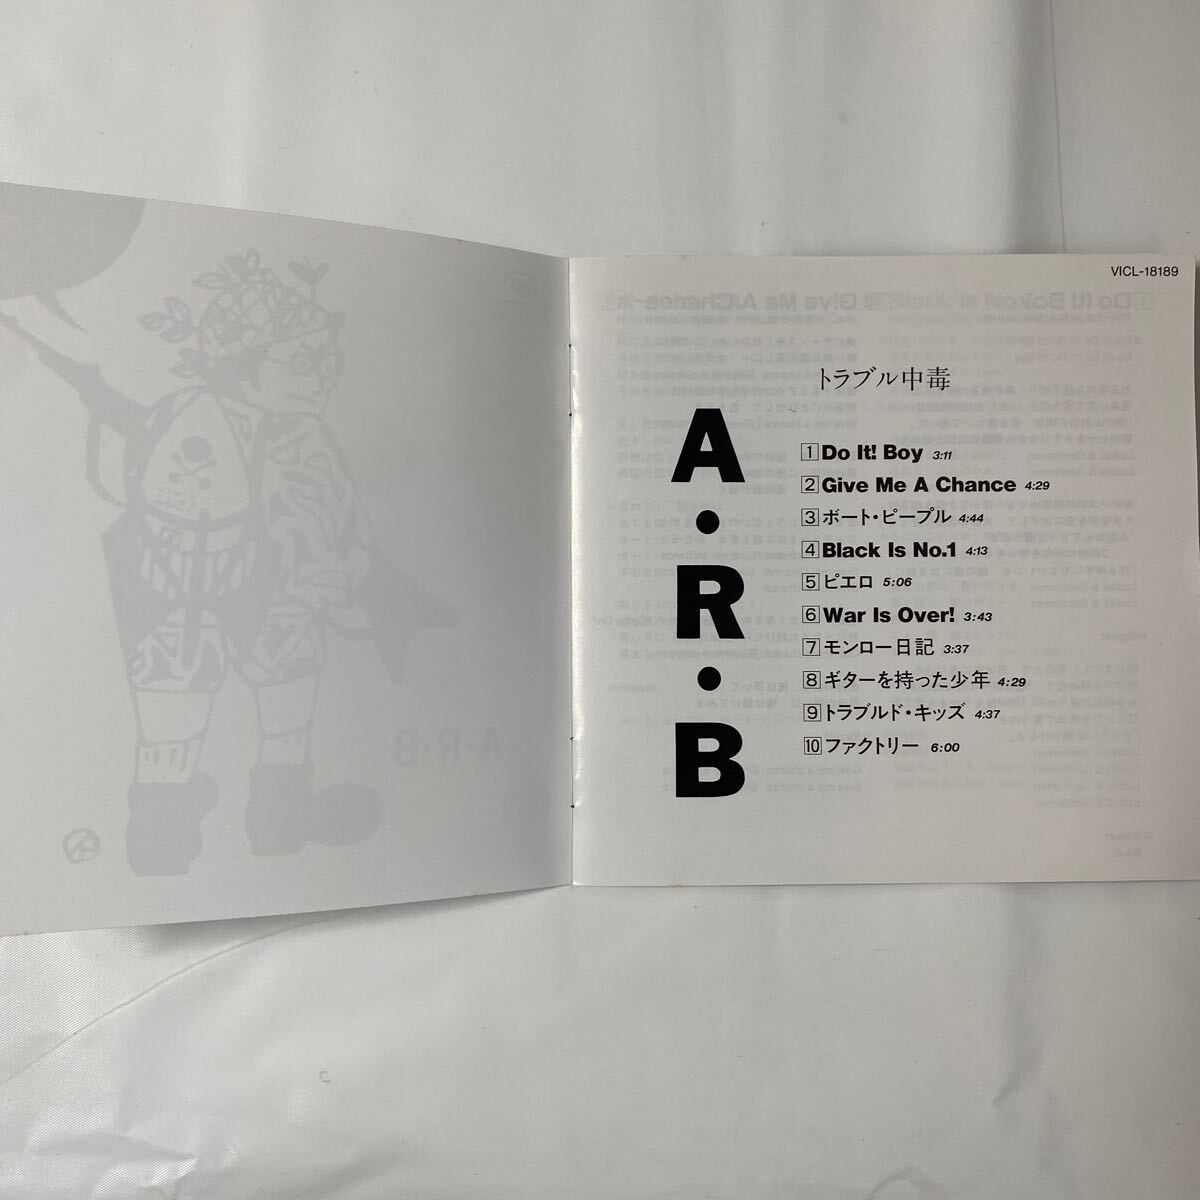 VICL-18189
トラブル中毒
A・R・B
1 Do It! Boy 3:11
2 Give Me A Chance 4:29
3 ボート・ピープル 4:44
4 Black Is No.1 4:13
5 ピエロ 5:06
6 War Is Over! 3:43
7 モンロー日記 3:37
8 ギターを持った少年 4:29
9 トラブルド・キッズ 4:37
10 ファクトリー 6:00
A・R・B